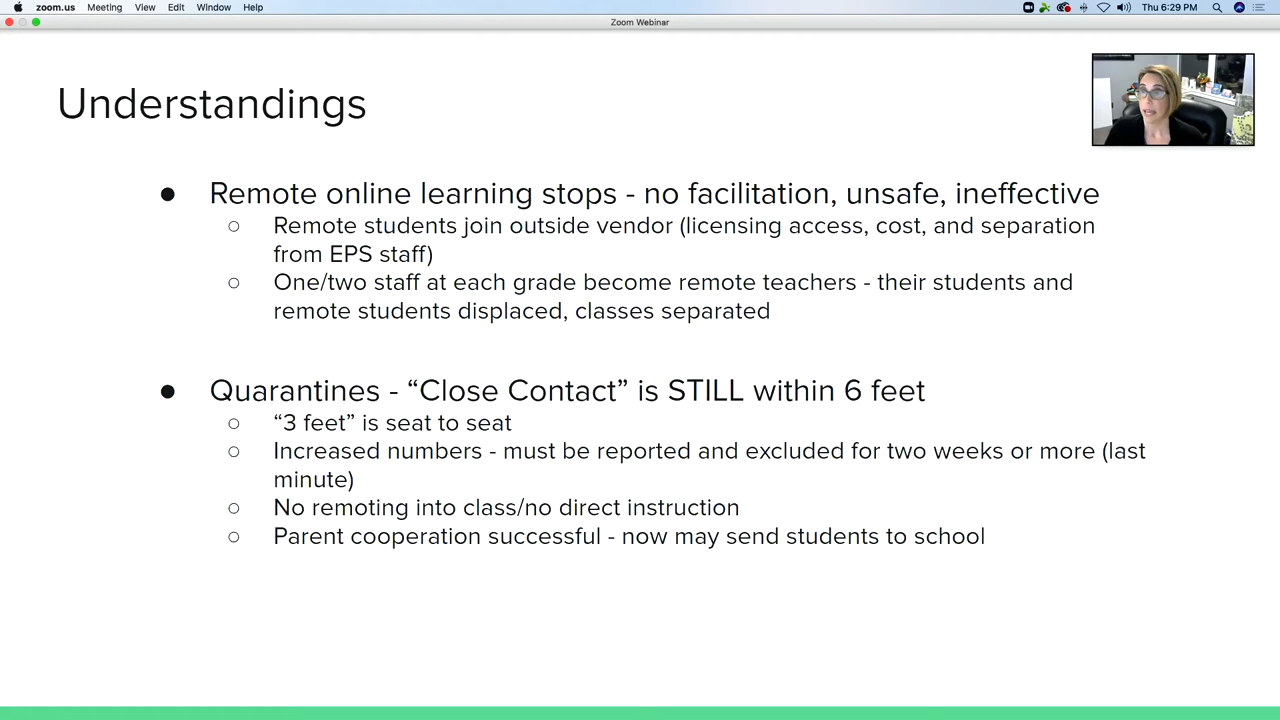 zoom.us Meeting View Edit Window Help Thu 6:29 PM
Zoom Webinar
Understandings
● Remote online learning stops - no facilitation, unsafe, ineffective
○ Remote students join outside vendor (licensing access, cost, and separation
from EPS staff)
○ One/two staff at each grade become remote teachers - their students and
remote students displaced, classes separated
● Quarantines - “Close Contact” is STILL within 6 feet
○ “3 feet” is seat to seat
○ Increased numbers - must be reported and excluded for two weeks or more (last
minute)
○ No remoting into class/no direct instruction
○ Parent cooperation successful - now may send students to school